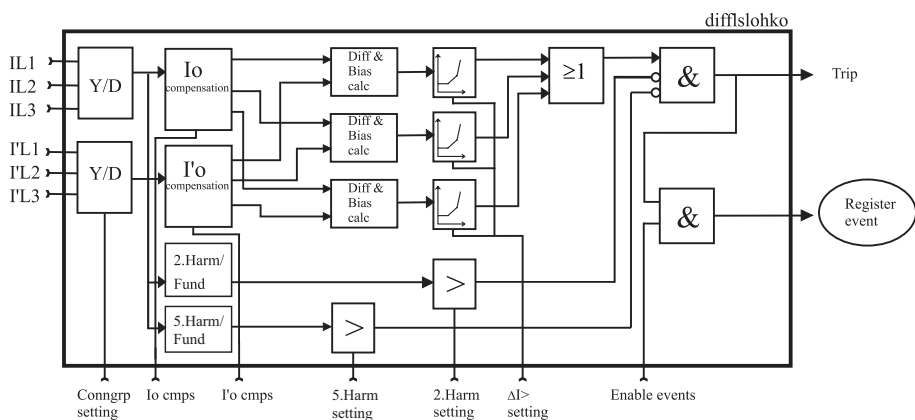 difflslohko
IL1
IL2
IL3
I'L1
I'L2
I'L3
Y/D
Y/D
Io
compensation
I'o
compensation
Diff &
Bias
calc
Diff &
Bias
calc
Diff &
Bias
calc
≥1
&
Trip
&
Register
event
2.Harm/
Fund
5.Harm/
Fund
>
>
Conngrp
setting
Io cmps
I'o cmps
5.Harm
setting
2.Harm
setting
ΔI>
setting
Enable events